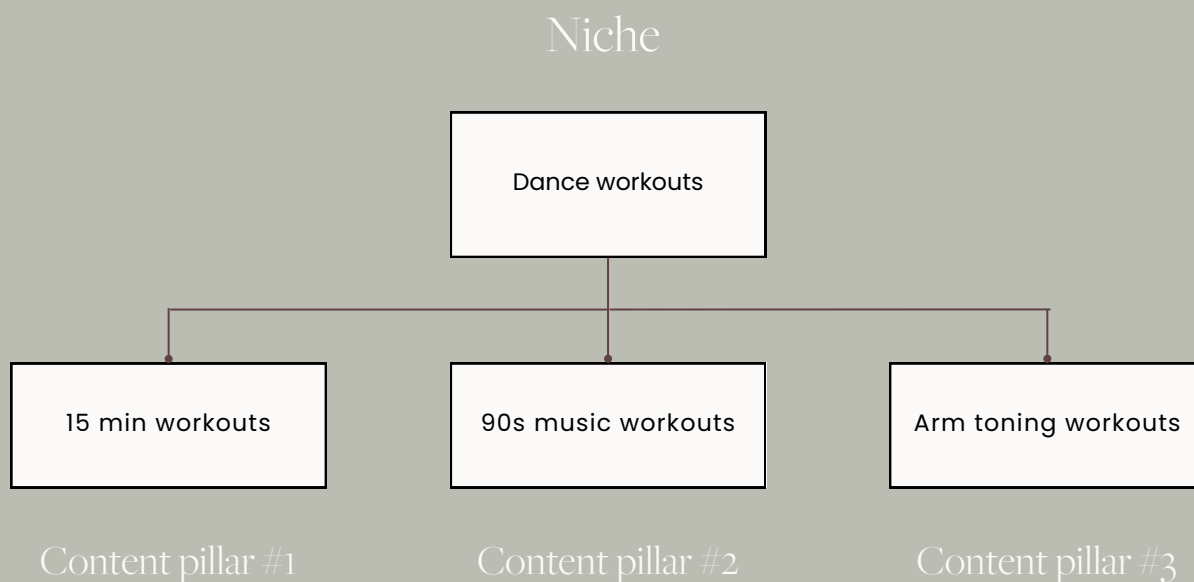 Niche
Dance workouts
15 min workouts
90s music workouts
Arm toning workouts
Content pillar #1
Content pillar #2
Content pillar #3